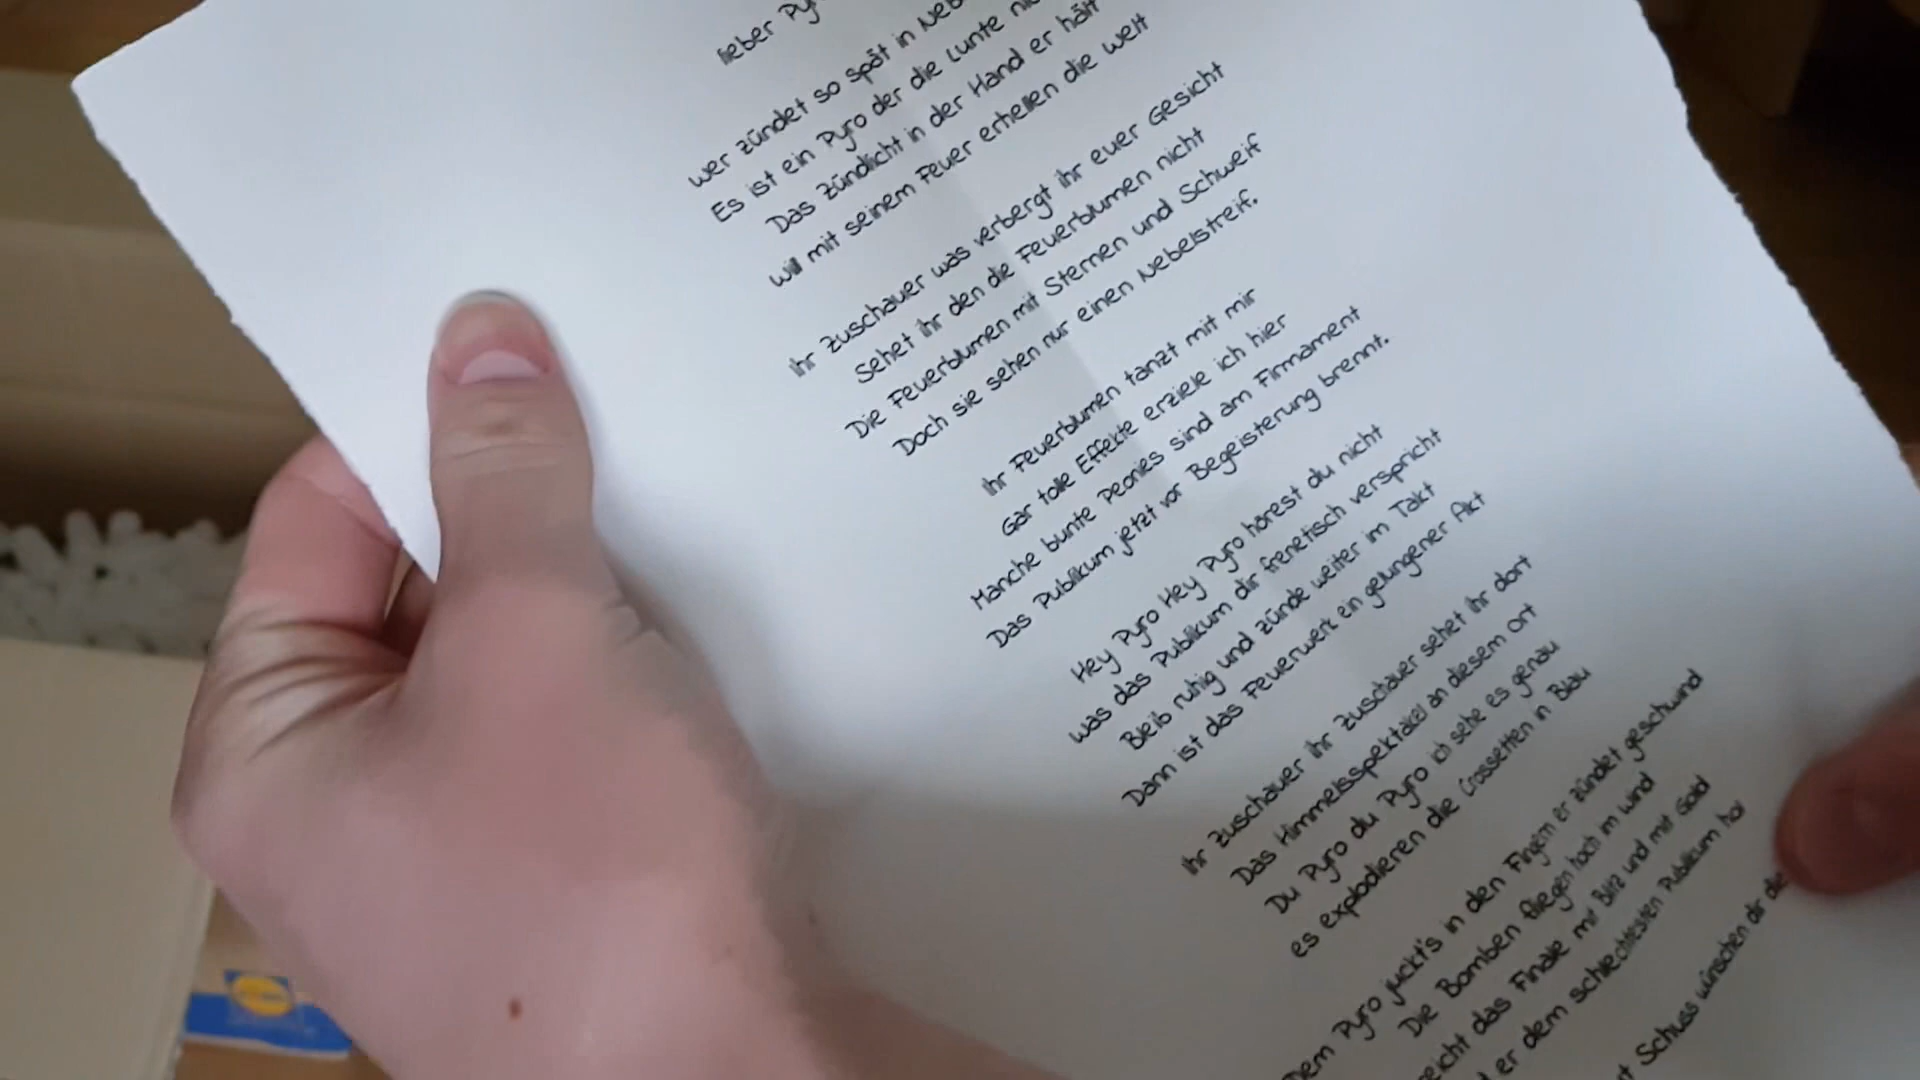 lieber Py
wer zündet so spät in Neb
Es ist ein Pyro der die Lunte
Das Zündlicht in der Hand er hält
will mit seinem Feuer erhellen die Welt
Ihr Zuschauer was verbergt ihr euer Gesicht
Sehet ihr den die Feuerblumen nicht
Die Feuerblumen mit Sternen und Schweif
Doch sie sehen nur einen Nebelstreif.
Ihr Feuerblumen tanzt mit mir
Gar tolle Effekte erziele ich hier
Manche bunte Peonies sind am Firmament
Das Publikum jetzt vor Begeisterung brennt.
Hey Pyro Hey Pyro hörest du nicht
was das Publikum dir frenetisch verspricht
Bleib ruhig und zünde weiter im Takt
Dann ist das Feuerwerk ein gelungener Akt
Ihr Zuschauer Ihr Zuschauer sehet ihr dort
Das Himmelsspektakel an diesem Ort
Du Pyro du Pyro ich sehe es genau
es explodieren die Crossetten in Blau
Dem Pyro juckt's in den Fingern er zündet geschwind
Die Bomben fliegen hoch im Wind
reicht das Finale mit Blitz und mit Gold
er dem schlechtesten Publikum hol
Schuss wünschen dir die